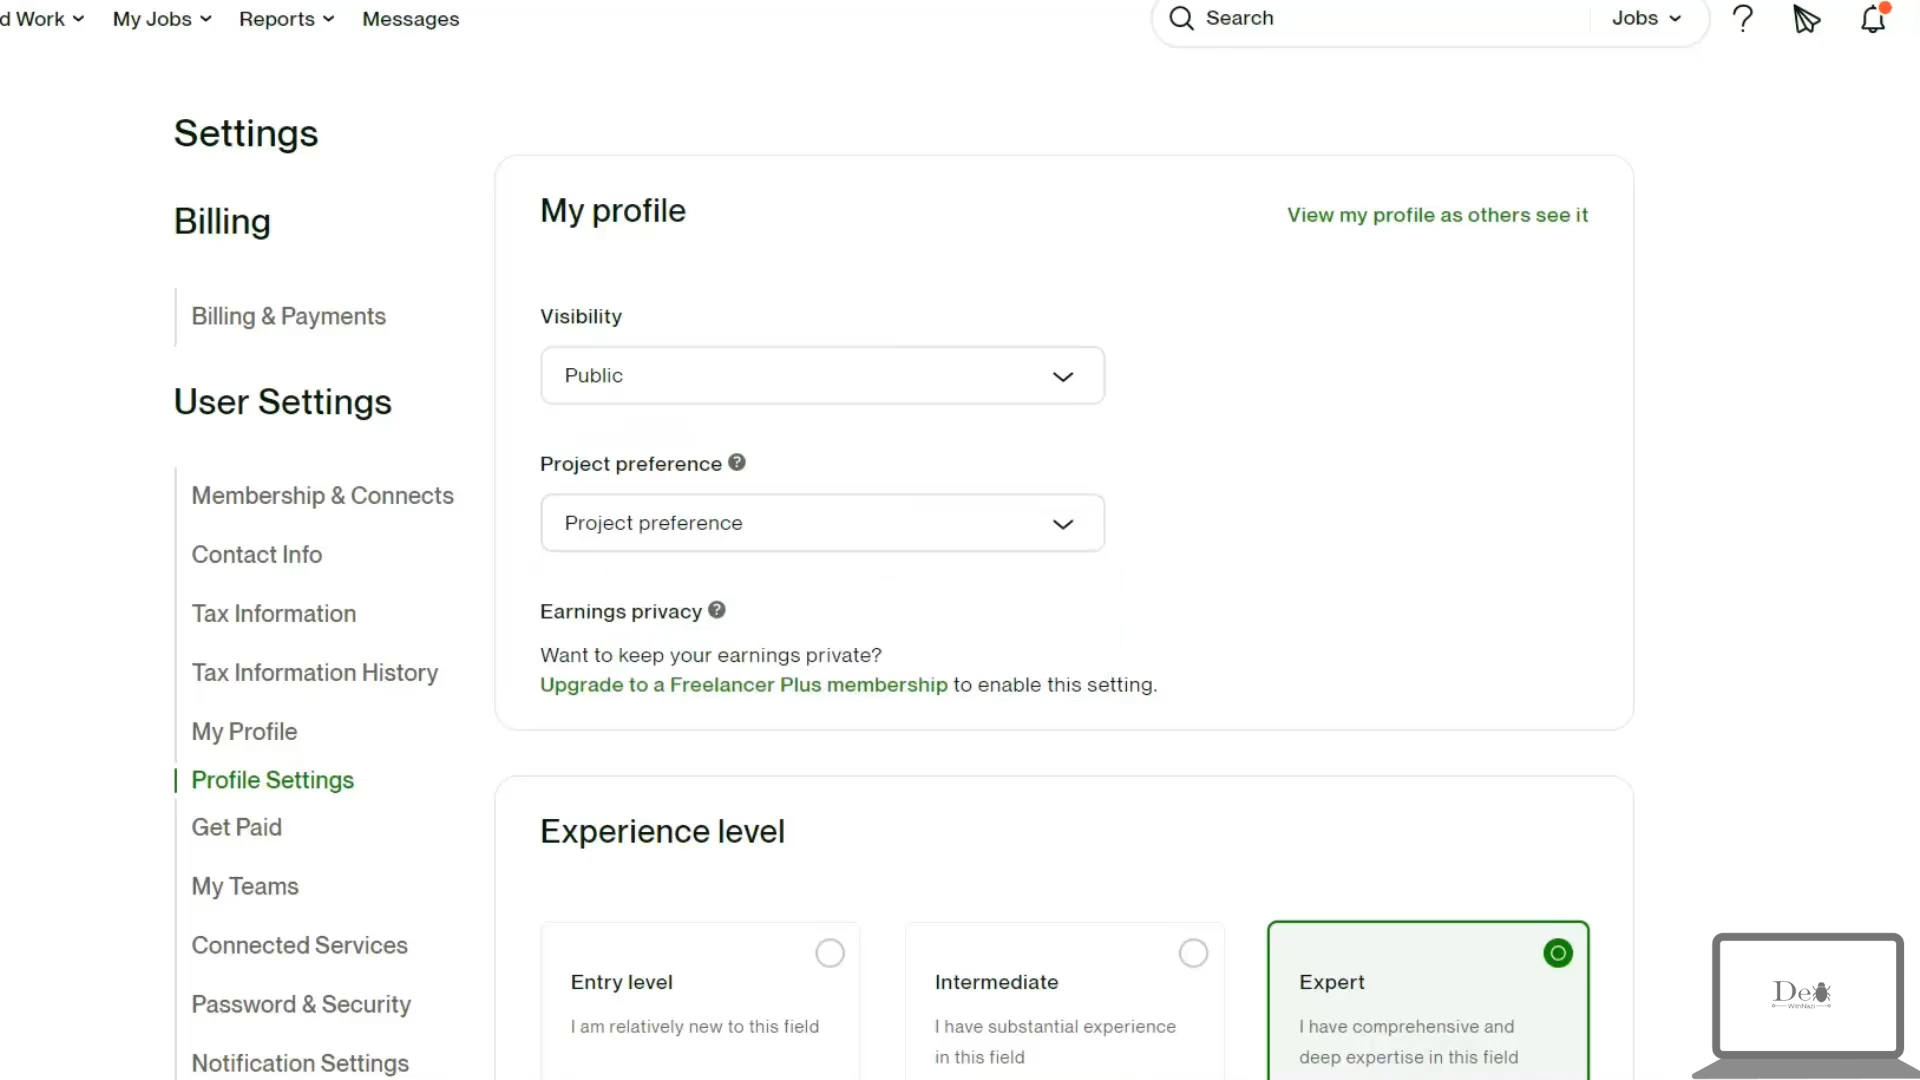 d Work
My Jobs
Reports
Messages
Search
Jobs
Settings
Billing
Billing & Payments
User Settings
Membership & Connects
Contact Info
Tax Information
Tax Information History
My Profile
Profile Settings
Get Paid
My Teams
Connected Services
Password & Security
Notification Settings
My profile
View my profile as others see it
Visibility
Public
Project preference
Project preference
Earnings privacy
Want to keep your earnings private?
Upgrade to a Freelancer Plus membership to enable this setting.
Experience level
Entry level
I am relatively new to this field
Intermediate
I have substantial experience
in this field
Expert
I have comprehensive and
deep expertise in this field
De